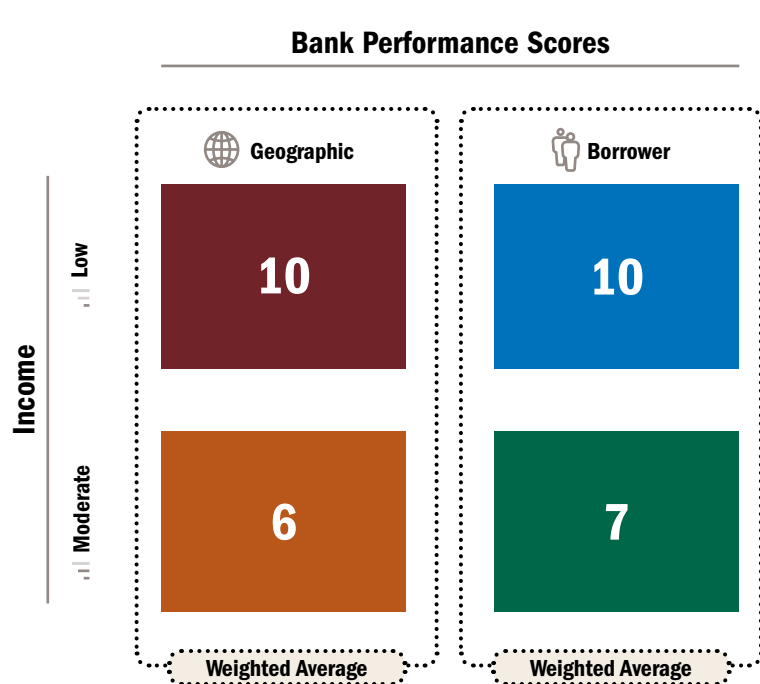 Bank Performance Scores
Geographic
Borrower
Income
Low
10
10
Moderate
6
7
Weighted Average
Weighted Average